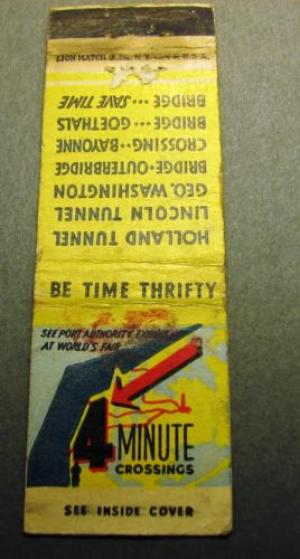 LION MATCH
HOLLAND TUNNEL
LINCOLN TUNNEL
GEO. WASHINGTON
BRIDGE·OUTERBRIDGE
CROSSING··BAYONNE
BRIDGE···GOETHALS
BRIDGE···SAVE TIME
BE TIME THRIFTY
SEE PORT AUTHORITY EXHIBIT
AT WORLD'S FAIR
4 MINUTE
CROSSINGS
SEE INSIDE COVER